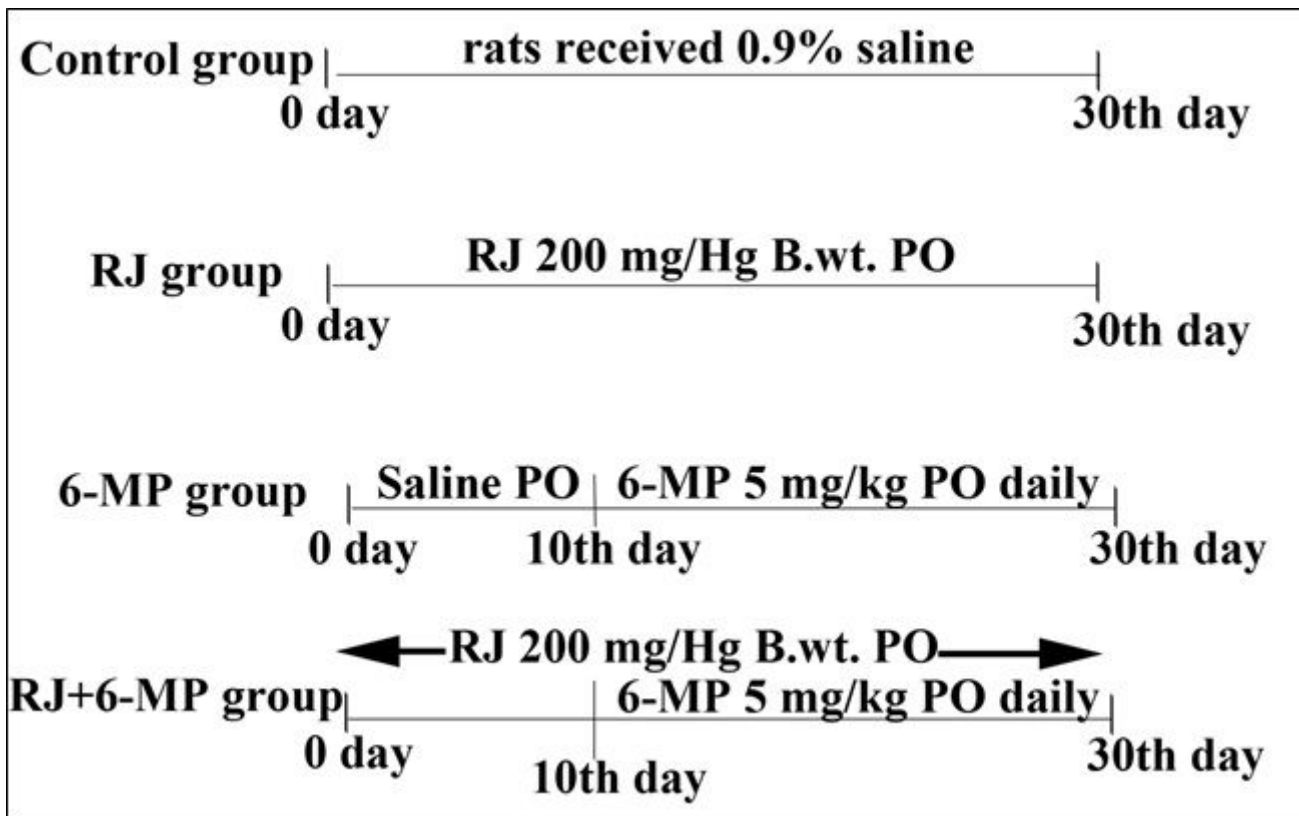 Control group rats received 0.9% saline
0 day 30th day
RJ group RJ 200 mg/Hg B.wt. PO
0 day 30th day
6-MP group Saline PO 6-MP 5 mg/kg PO daily
0 day 10th day 30th day
RJ 200 mg/Hg B.wt. PO
RJ+6-MP group 6-MP 5 mg/kg PO daily
0 day 10th day 30th day